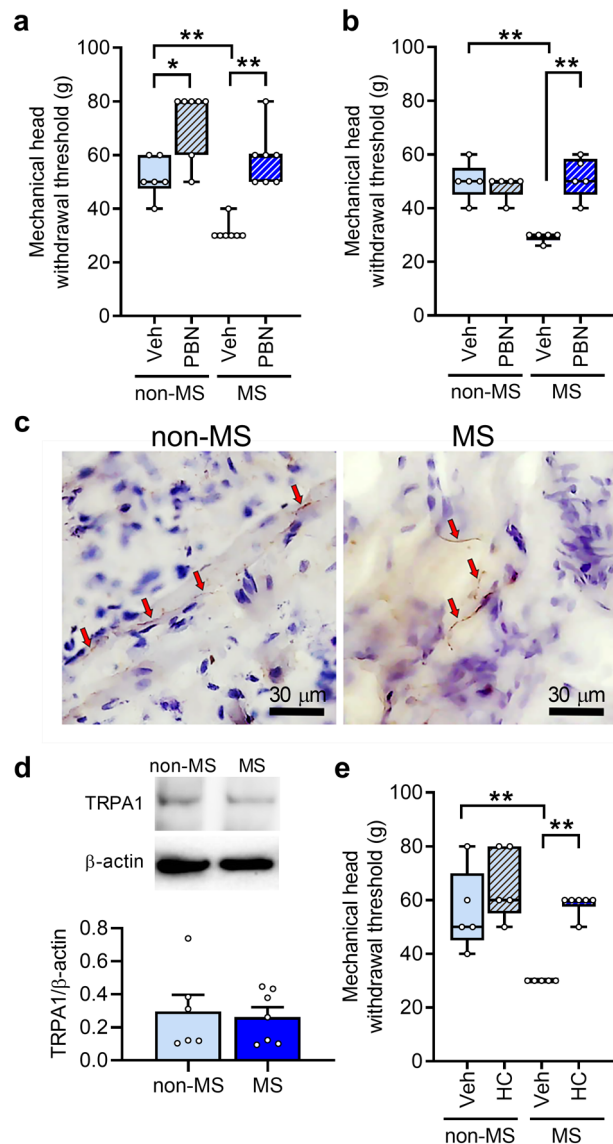 a
**
*
**
Mechanical head
withdrawal threshold (g)
100
80
60
40
20
0
Veh
PBN
Veh
PBN
non-MS
MS
b
**
**
Mechanical head
withdrawal threshold (g)
100
80
60
40
20
0
Veh
PBN
Veh
PBN
non-MS
MS
c
non-MS
MS
30 μm
30 μm
d
non-MS
MS
TRPA1
β-actin
TRPA1/β-actin
0.8
0.6
0.4
0.2
0.0
non-MS
MS
e
**
**
Mechanical head
withdrawal threshold (g)
100
80
60
40
20
0
Veh
HC
Veh
HC
non-MS
MS